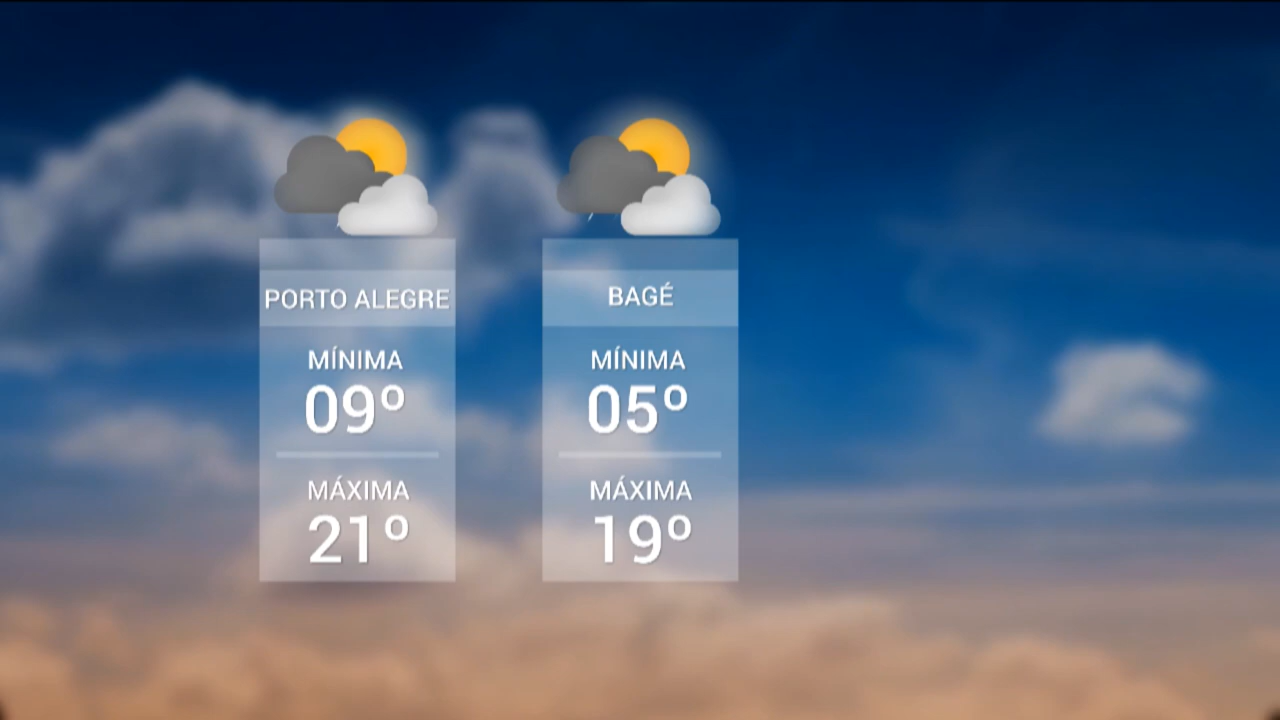 PORTO ALEGRE
MÍNIMA
09º
MÁXIMA
21º
BAGÉ
MÍNIMA
05º
MÁXIMA
19º